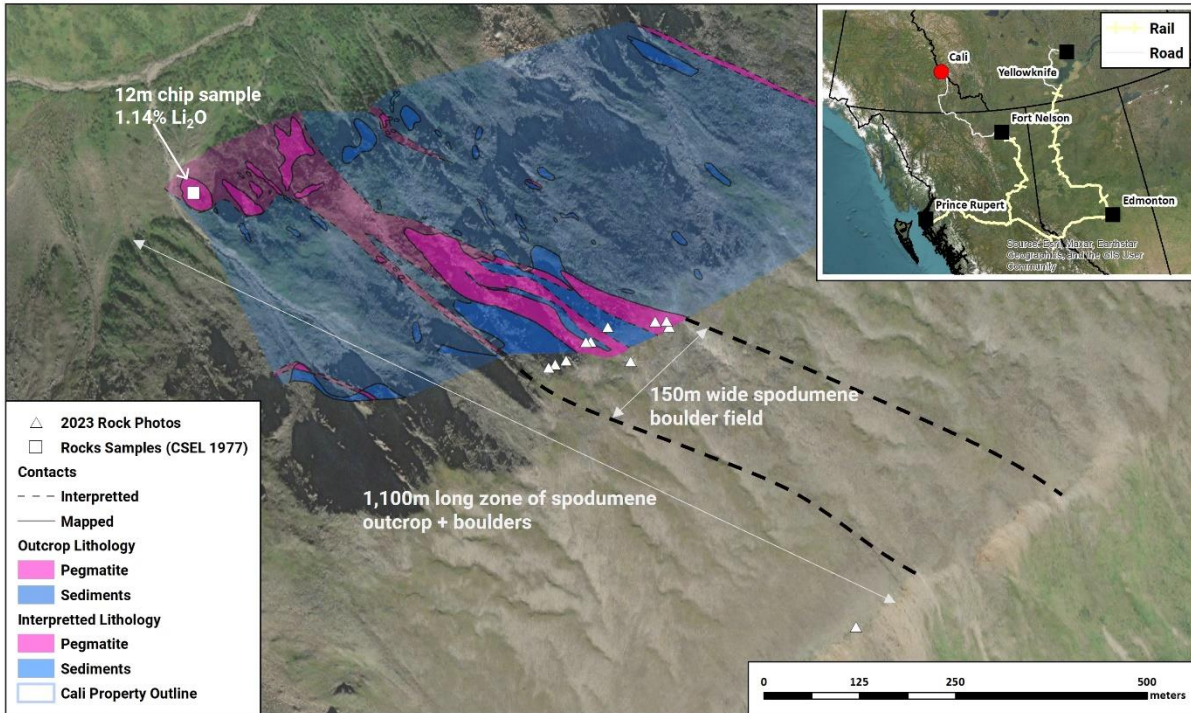 12m chip sample
1.14% Li₂O
Cali
Yellowknife
Fort Nelson
Prince Rupert
Edmonton
Rail
Road
Source: Esri, Maxar, Earthstar
Geographics, and the GIS User
Community
150m wide spodumene
boulder field
1,100m long zone of spodumene
outcrop + boulders
2023 Rock Photos
Rocks Samples (CSEL 1977)
Contacts
Interpretted
Mapped
Outcrop Lithology
Pegmatite
Sediments
Interpretted Lithology
Pegmatite
Sediments
Cali Property Outline
0 125 250 500
meters